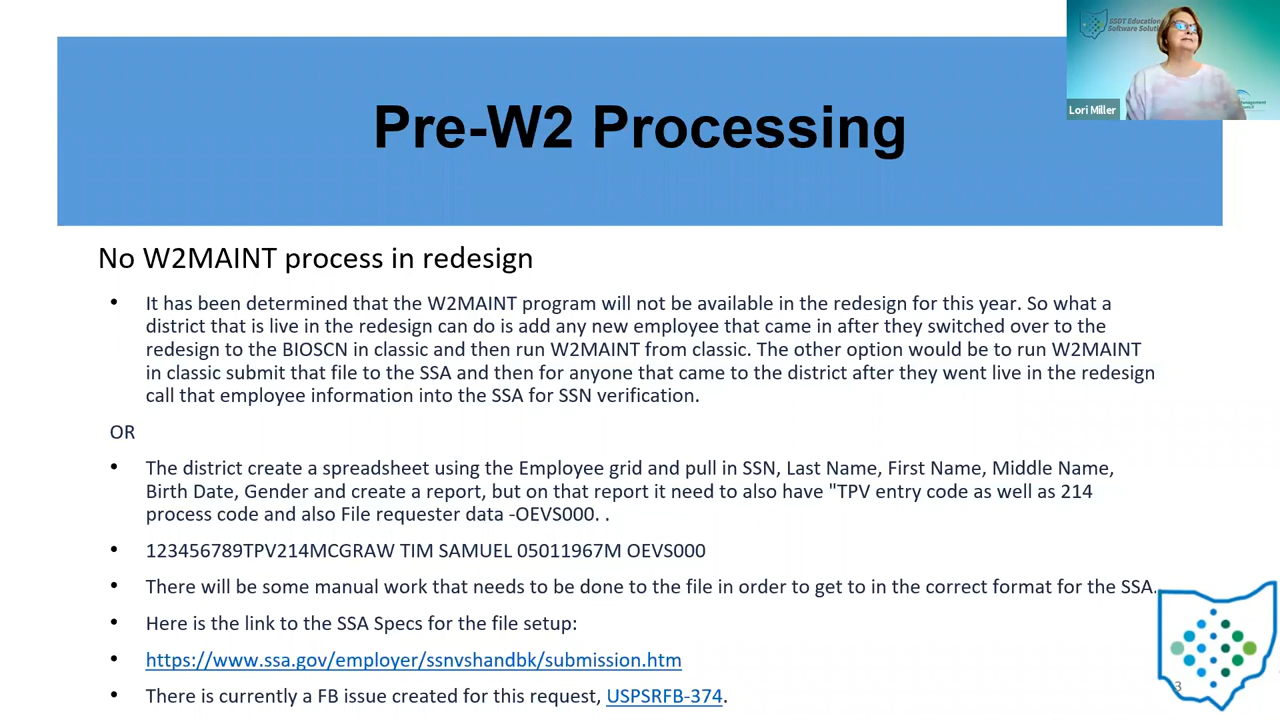 SSDT Educational
Software Soluti
Lori Miller
Pre-W2 Processing
No W2MAINT process in redesign
• It has been determined that the W2MAINT program will not be available in the redesign for this year. So what a
district that is live in the redesign can do is add any new employee that came in after they switched over to the
redesign to the BIOSCN in classic and then run W2MAINT from classic. The other option would be to run W2MAINT
in classic submit that file to the SSA and then for anyone that came to the district after they went live in the redesign
call that employee information into the SSA for SSN verification.
OR
• The district create a spreadsheet using the Employee grid and pull in SSN, Last Name, First Name, Middle Name,
Birth Date, Gender and create a report, but on that report it need to also have "TPV entry code as well as 214
process code and also File requester data -OEVS000. .
• 123456789TPV214MCGRAW TIM SAMUEL 05011967M OEVS000
• There will be some manual work that needs to be done to the file in order to get to in the correct format for the SSA.
• Here is the link to the SSA Specs for the file setup:
• https://www.ssa.gov/employer/ssnvshandbk/submission.htm
• There is currently a FB issue created for this request, USPSRFB-374.
3